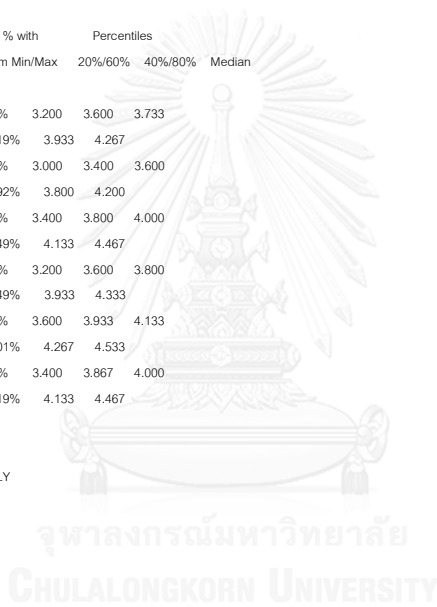 % with Percentiles
m Min/Max 20%/60% 40%/80% Median
% 3.200 3.600 3.733
19% 3.933 4.267
% 3.000 3.400 3.600
92% 3.800 4.200
% 3.400 3.800 4.000
49% 4.133 4.467
% 3.200 3.600 3.800
49% 3.933 4.333
% 3.600 3.933 4.133
01% 4.267 4.533
% 3.400 3.867 4.000
19% 4.133 4.467
LY
จุฬาลงกรณ์มหาวิทยาลัย
CHULALONGKORN UNIVERSITY